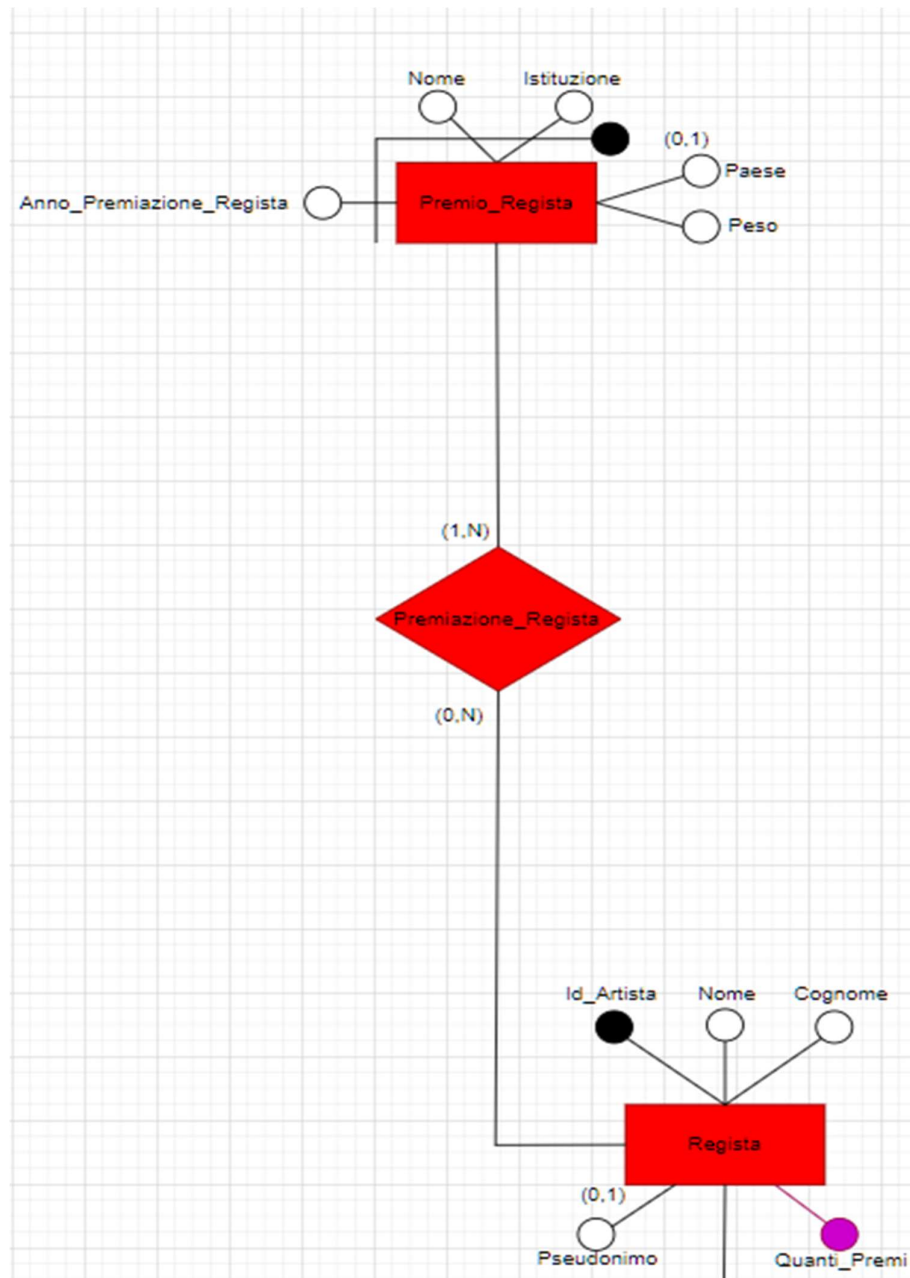 Nome
Istituzione
(0,1)
Paese
Anno_Premiazione_Regista
Premio_Regista
Peso
(1,N)
Premiazione_Regista
(0,N)
Id_Artista
Nome
Cognome
Regista
(0,1)
Pseudonimo
Quanti_Premi